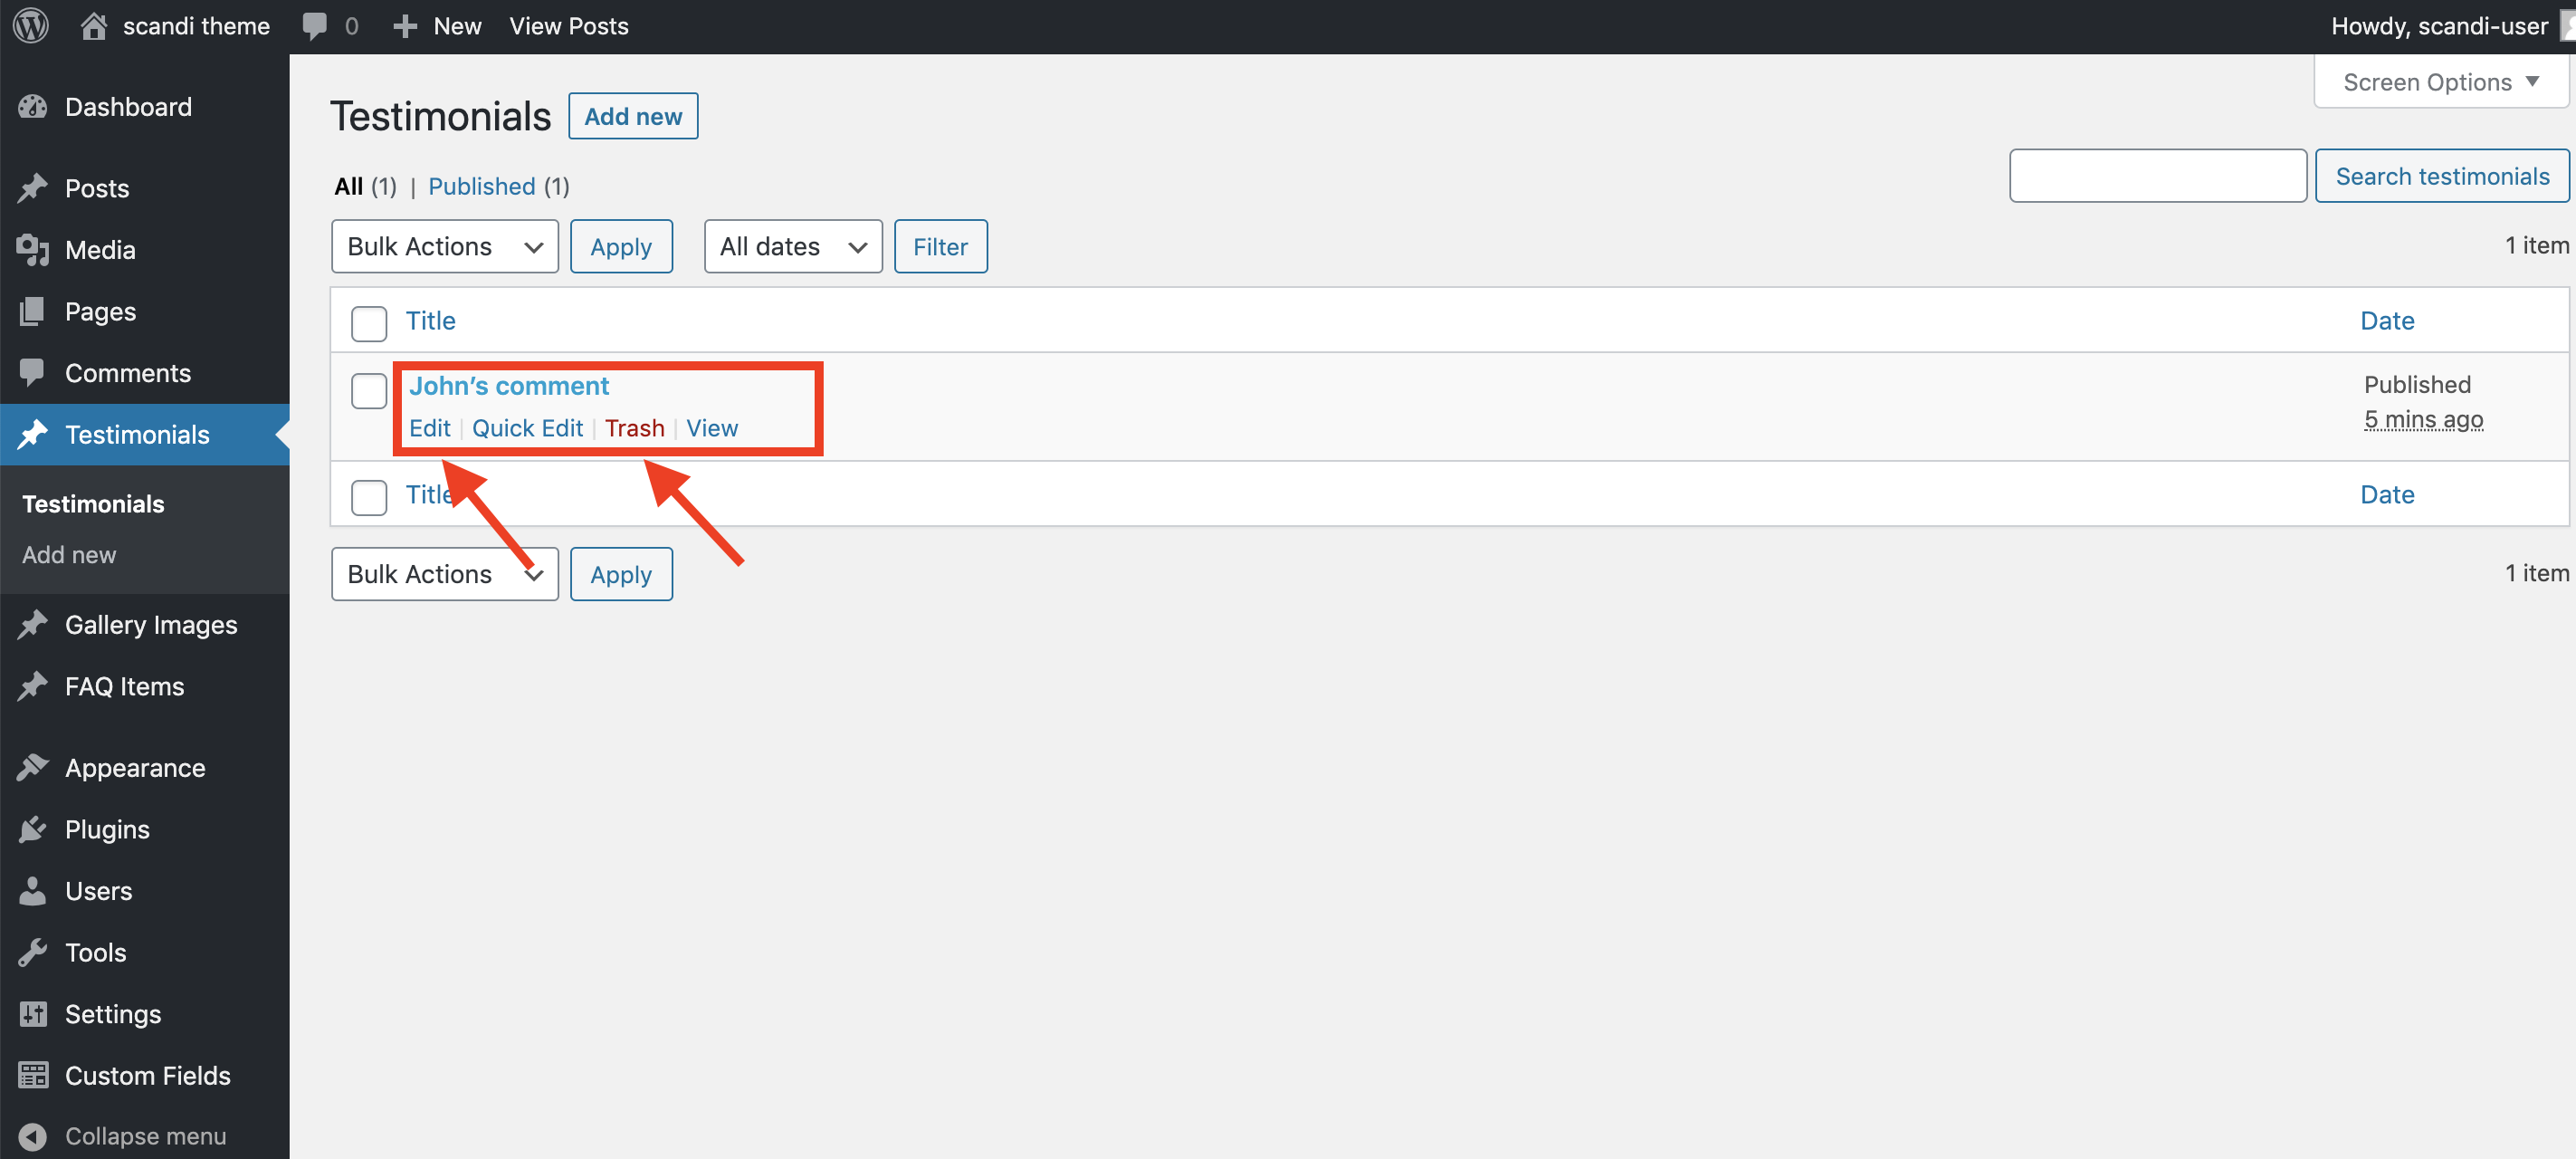 scandi theme 0 New View Posts Howdy, scandi-user
Screen Options
Dashboard
Posts
Media
Pages
Comments
Testimonials
Testimonials
Add new
Gallery Images
FAQ Items
Appearance
Plugins
Users
Tools
Settings
Custom Fields
Collapse menu
Testimonials Add new
All (1) | Published (1)
Search testimonials
Bulk Actions Apply All dates Filter 1 item
Title Date
John’s comment Published
Edit | Quick Edit | Trash | View 5 mins ago
Title Date
Bulk Actions Apply 1 item